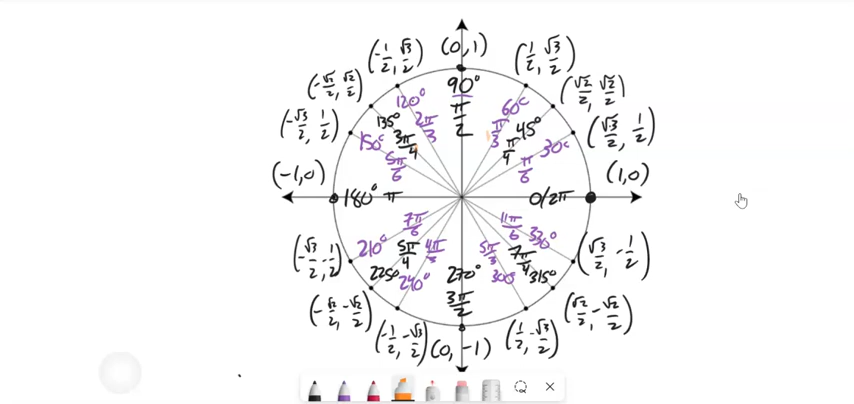 (-1/2, √3/2) (0, 1) (1/2, √3/2)
(-√2/2, √2/2) 120° 2π/3 90° π/2 60° π/3 (√2/2, √2/2)
(-√3/2, 1/2) 135° 3π/4 45° π/4 (√3/2, 1/2)
150° 5π/6 30° π/6
(-1, 0) 180° π 0/2π (1, 0)
210° 7π/6 11π/6 330°
(-√3/2, -1/2) 225° 5π/4 7π/4 315° (√3/2, -1/2)
240° 4π/3 270° 3π/2 5π/3 300°
(-√2/2, -√2/2) (√2/2, -√2/2)
(-1/2, -√3/2) (0, -1) (1/2, -√3/2)